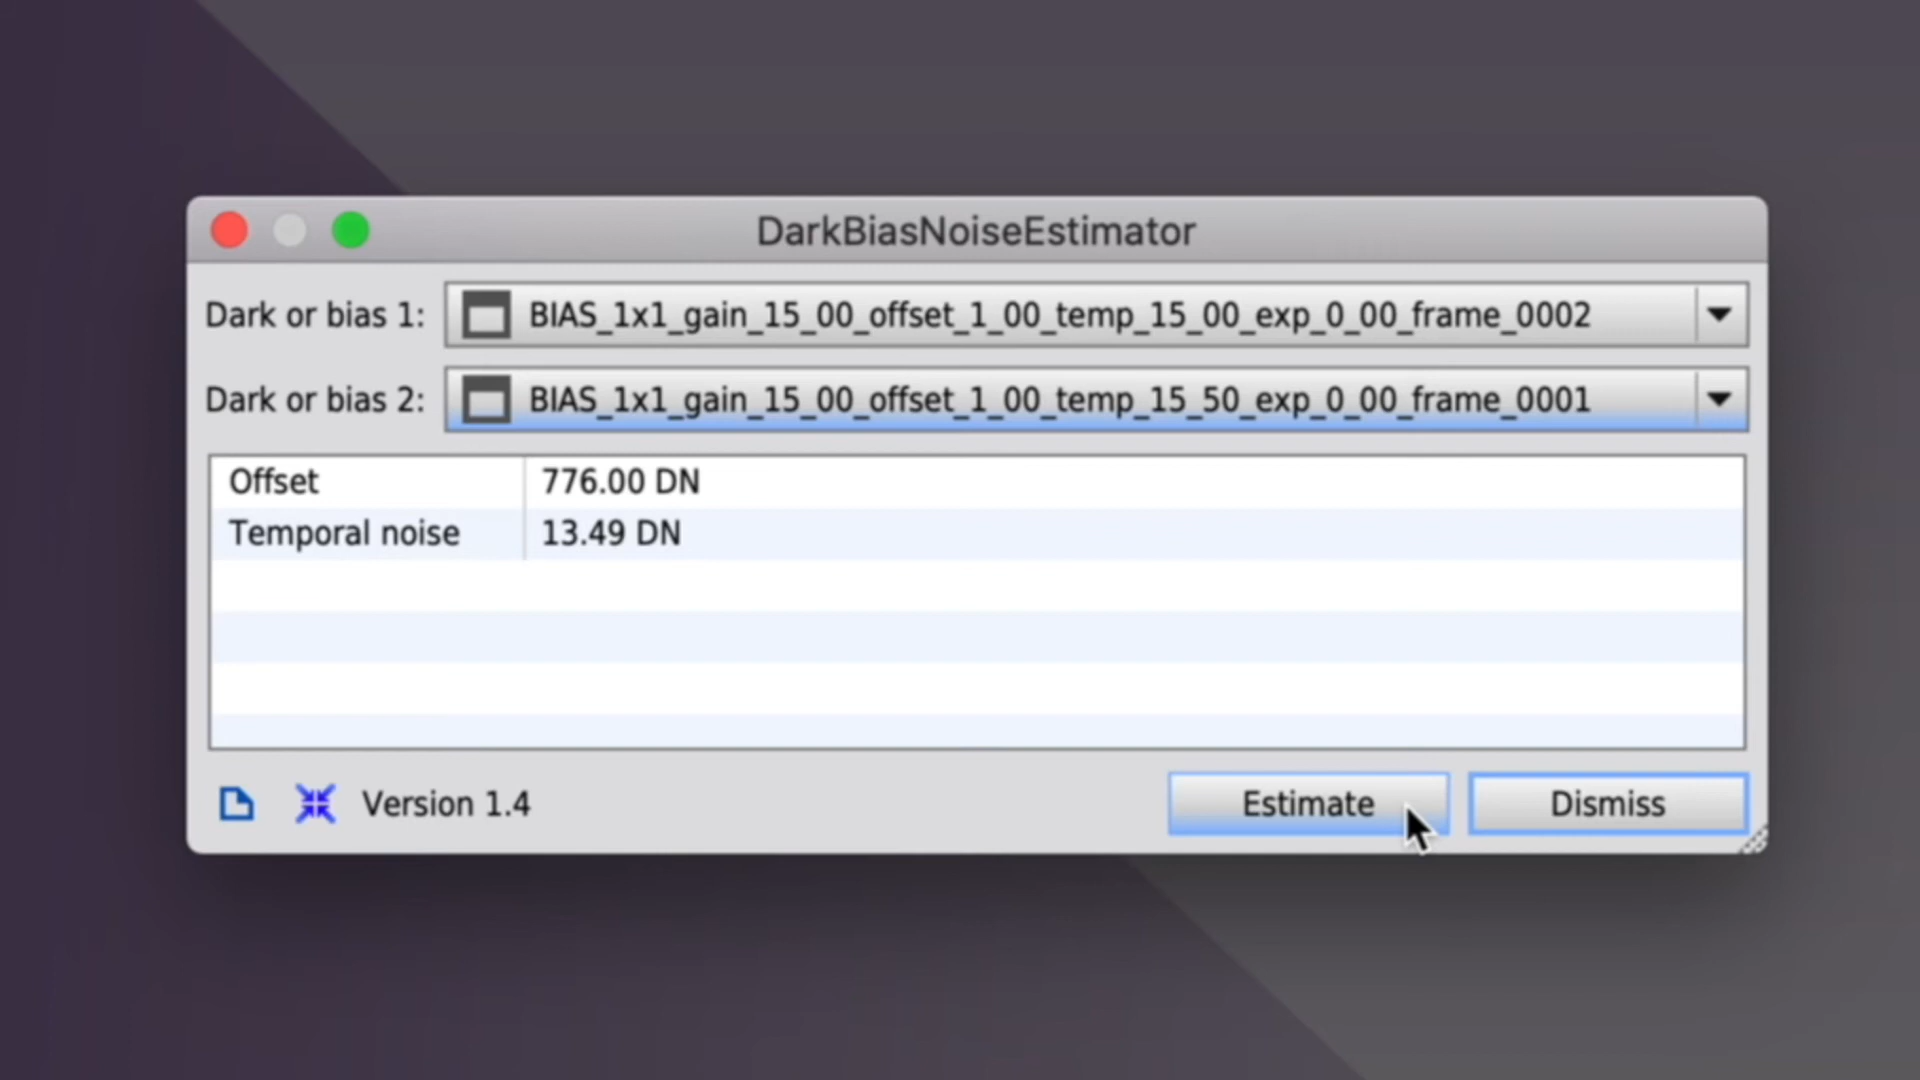 DarkBiasNoiseEstimator
Dark or bias 1: BIAS_1x1_gain_15_00_offset_1_00_temp_15_00_exp_0_00_frame_0002
Dark or bias 2: BIAS_1x1_gain_15_00_offset_1_00_temp_15_50_exp_0_00_frame_0001
Offset 776.00 DN
Temporal noise 13.49 DN
Version 1.4 Estimate Dismiss